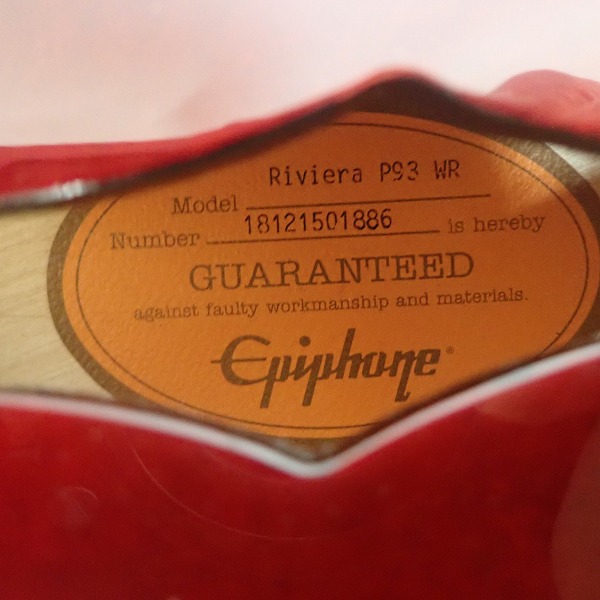 Riviera P93 WR
Model
18121501886
Number is hereby
GUARANTEED
against faulty workmanship and materials.
Epiphone®